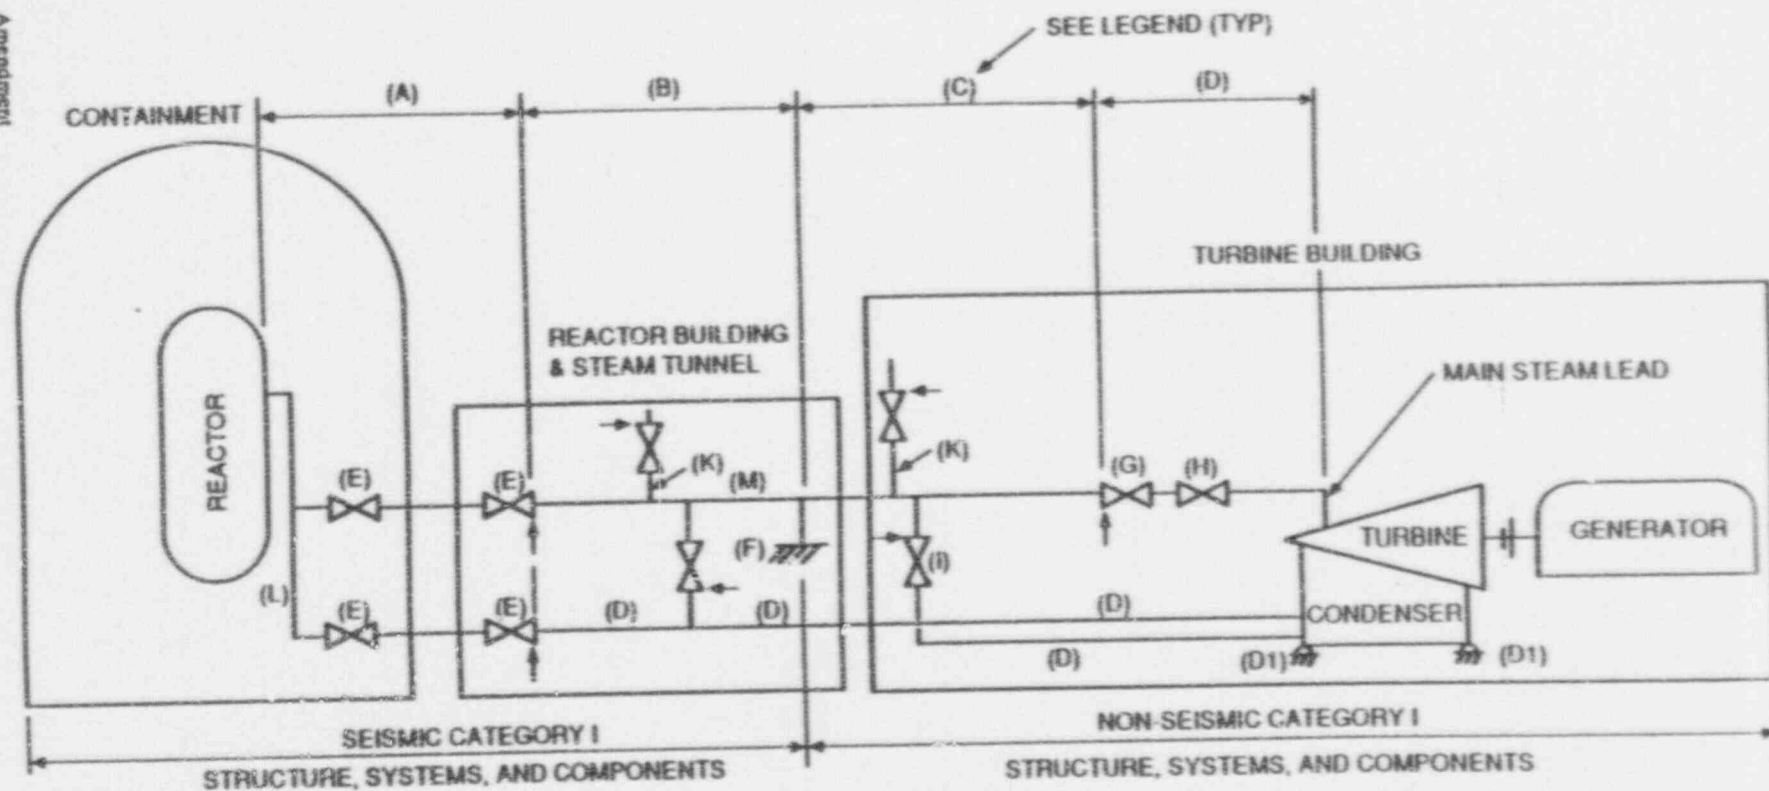 Amendment
SEE LEGEND (TYP)
(A)
(B)
(C)
(D)
CONTAINMENT
TURBINE BUILDING
REACTOR BUILDING
& STEAM TUNNEL
MAIN STEAM LEAD
REACTOR
(E)
(E)
(K)
(M)
(K)
(G)
(H)
(F)
(i)
TURBINE
GENERATOR
(L)
(E)
(E)
(D)
(D)
(D)
CONDENSER
(D)
(D1)
(D1)
SEISMIC CATEGORY I
NON-SEISMIC CATEGORY I
STRUCTURE, SYSTEMS, AND COMPONENTS
STRUCTURE, SYSTEMS, AND COMPONENTS